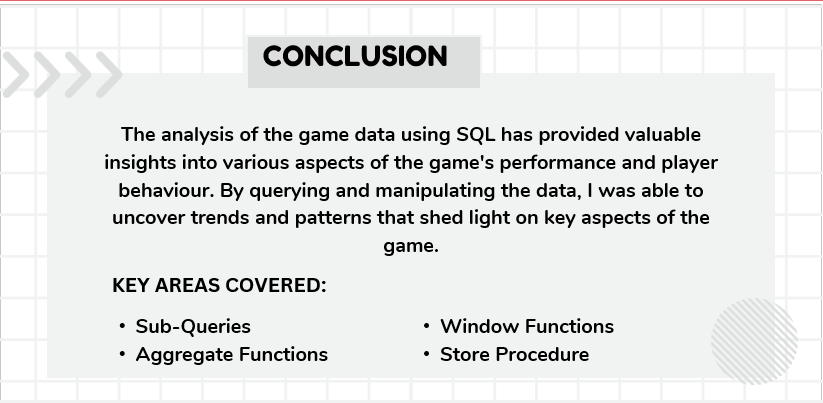 CONCLUSION
The analysis of the game data using SQL has provided valuable
insights into various aspects of the game's performance and player
behaviour. By querying and manipulating the data, I was able to
uncover trends and patterns that shed light on key aspects of the
game.
KEY AREAS COVERED:
• Sub-Queries
• Aggregate Functions
• Window Functions
• Store Procedure